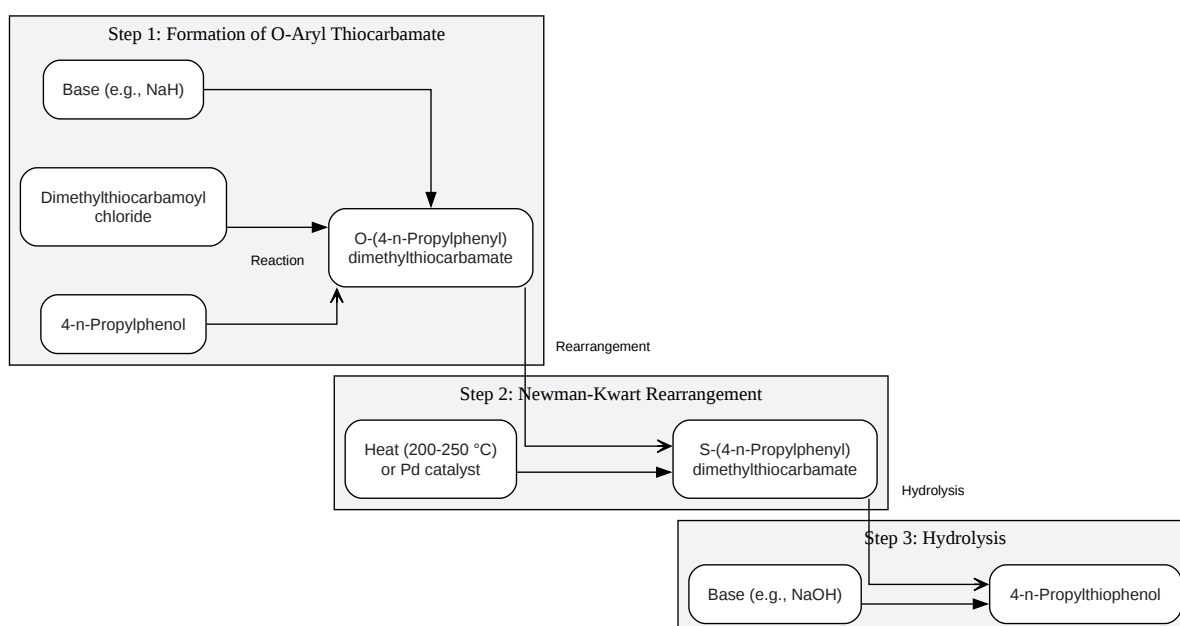 Step 1: Formation of O-Aryl Thiocarbamate
Base (e.g., NaH)
Dimethylthiocarbamoyl
chloride
Reaction
O-(4-n-Propylphenyl)
dimethylthiocarbamate
4-n-Propylphenol
Rearrangement
Step 2: Newman-Kwart Rearrangement
Heat (200-250 °C)
or Pd catalyst
S-(4-n-Propylphenyl)
dimethylthiocarbamate
Hydrolysis
Step 3: Hydrolysis
Base (e.g., NaOH)
4-n-Propylthiophenol